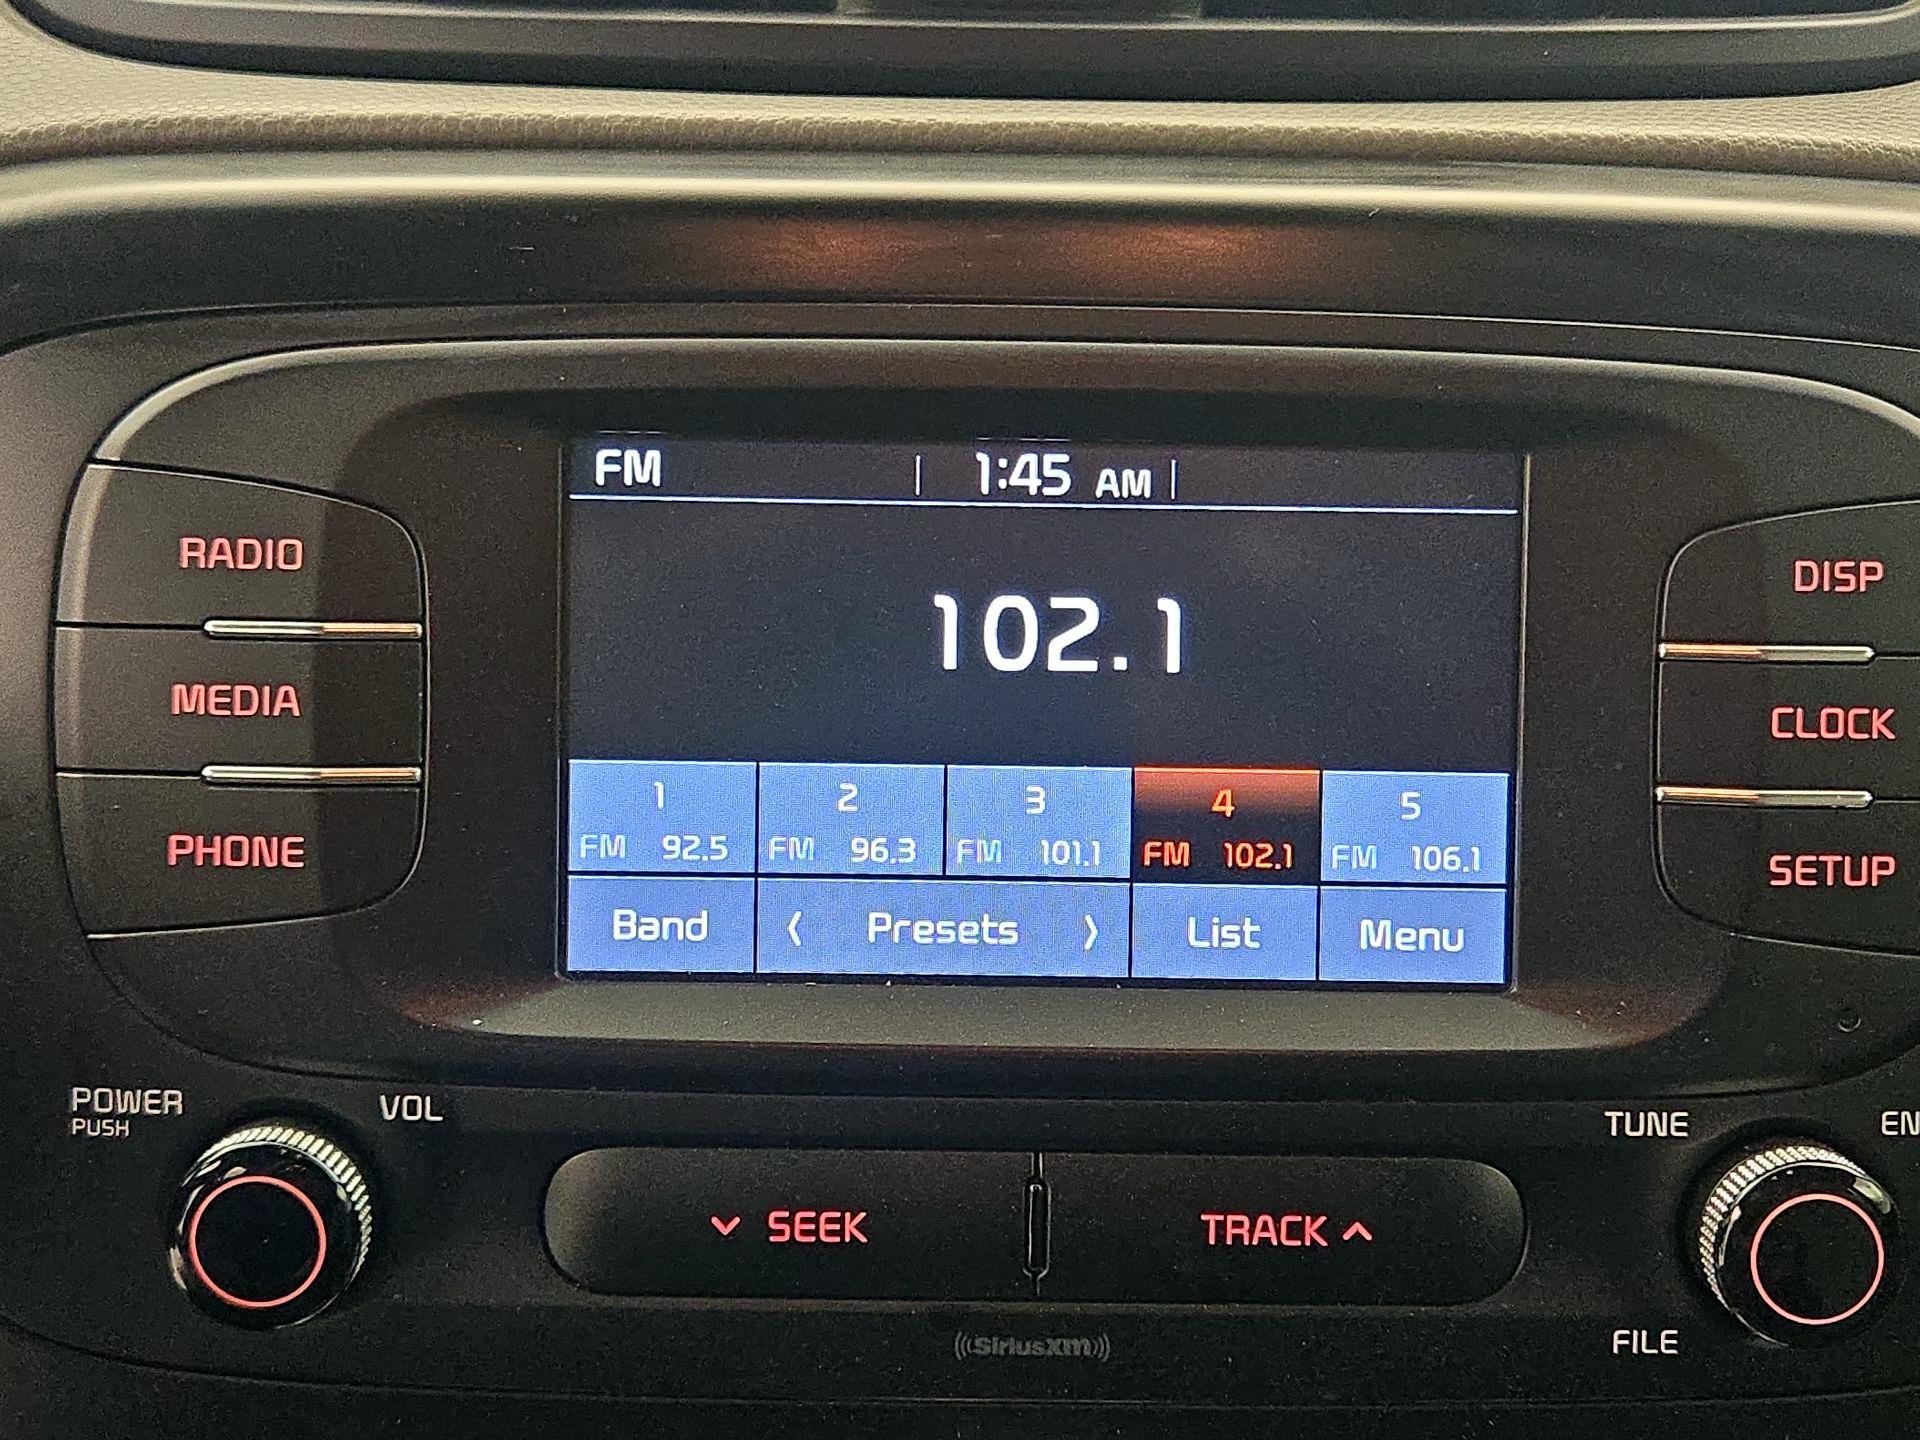 FM | 1:45 AM |
RADIO
DISP
102.1
MEDIA
CLOCK
1 2 3 4 5
FM 92.5 FM 96.3 FM 101.1 FM 102.1 FM 106.1
PHONE
SETUP
Band ⟨ Presets ⟩ List Menu
POWER
PUSH
VOL
TUNE
EN
SEEK
TRACK
SiriusXM
FILE